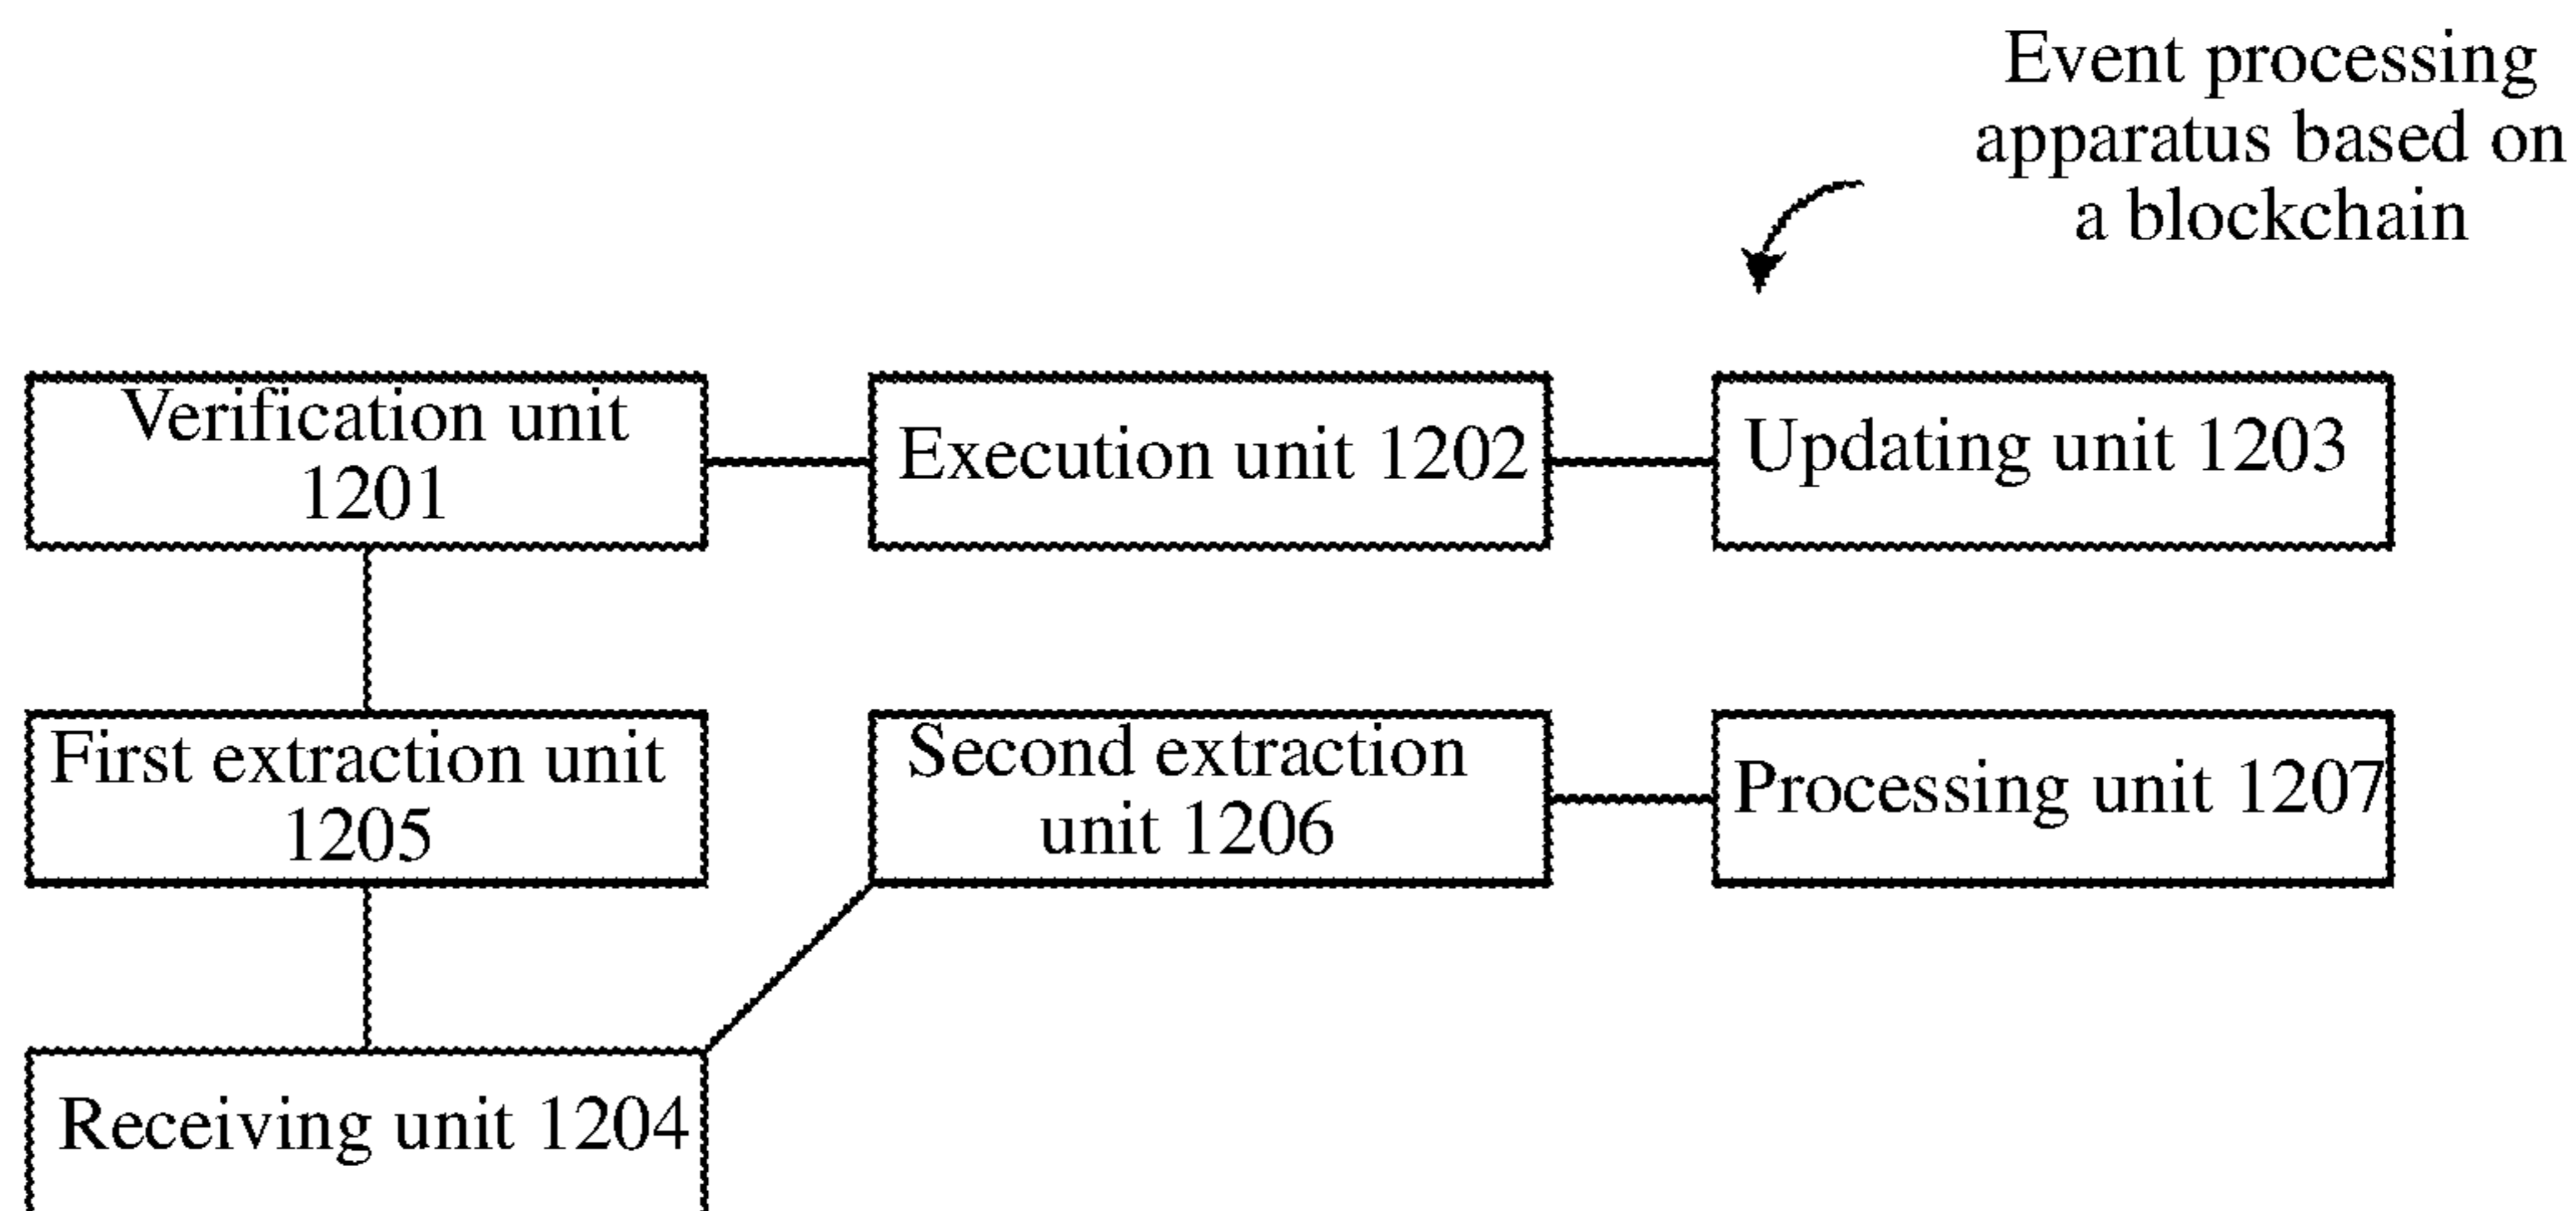 Event processing
apparatus based on
a blockchain
Verification unit
1201
Execution unit 1202
Updating unit 1203
First extraction unit
1205
Second extraction
unit 1206
Processing unit 1207
Receiving unit 1204